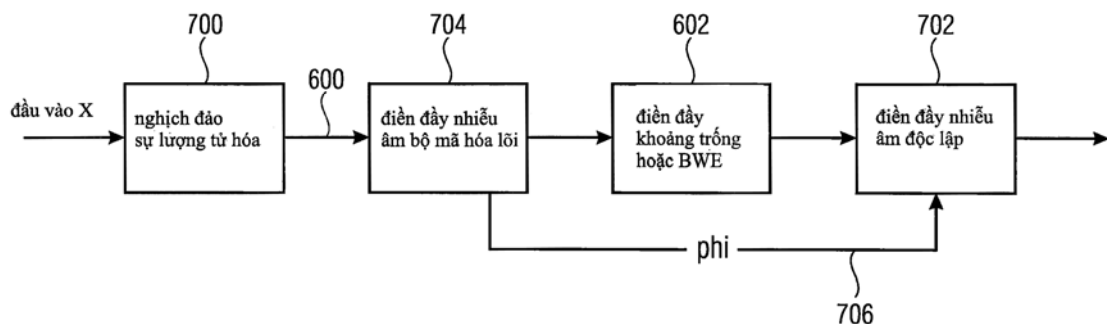 700
704
602
702
600
đầu vào X
nghịch đảo
sự lượng tử hóa
điền đầy nhiễu
âm bộ mã hóa lõi
điền đầy
khoảng trống
hoặc BWE
điền đầy nhiễu
âm độc lập
phi
706